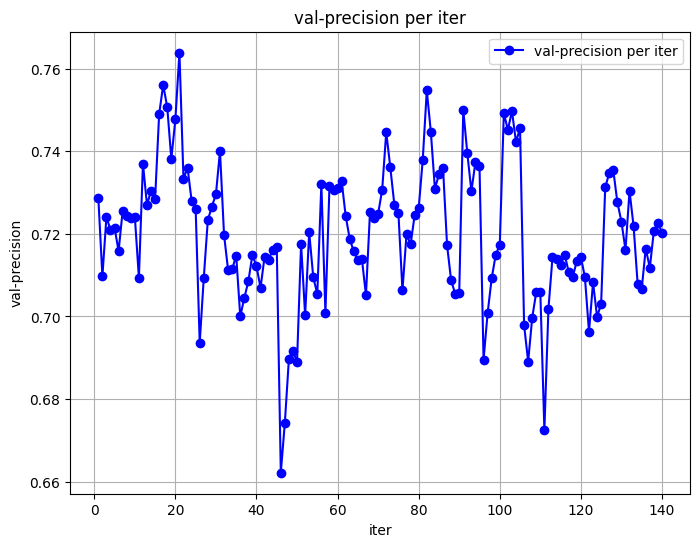 val-precision per iter
val-precision per iter
0.76
0.74
0.72
0.70
0.68
0.66
val-precision
0 20 40 60 80 100 120 140
iter